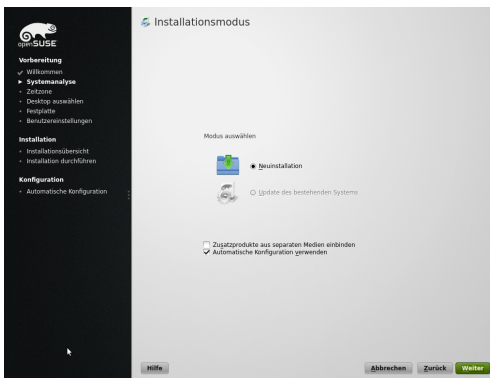 openSUSE
Vorbereitung
Willkommen
Systemanalyse
Zeitzone
Desktop auswählen
Festplatte
Benutzereinstellungen
Installation
Installationsübersicht
Installation durchführen
Konfiguration
Automatische Konfiguration
Installationsmodus
Modus auswählen
Neuinstallation
Update des bestehenden Systems
Zusatzprodukte aus separaten Medien einbinden
Automatische Konfiguration verwenden
Hilfe
Abbrechen
Zurück
Weiter